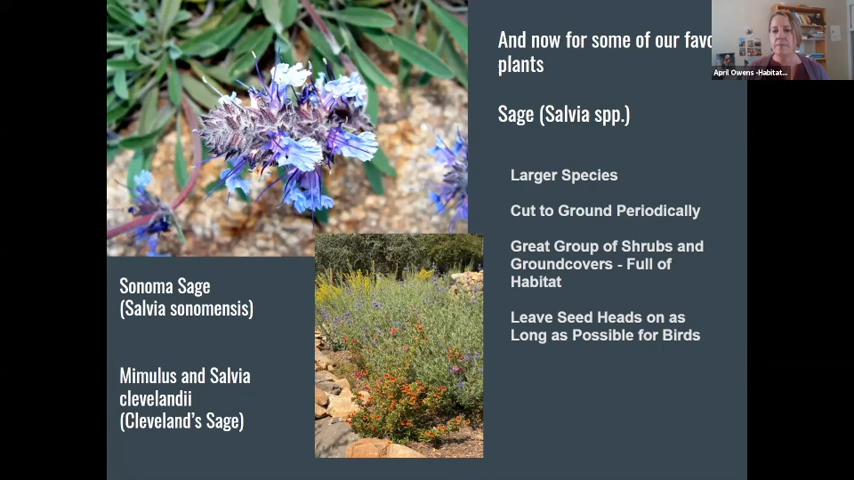 And now for some of our favo
plants
April Owens -Habitat...
Sage (Salvia spp.)
Larger Species
Cut to Ground Periodically
Great Group of Shrubs and
Groundcovers - Full of
Habitat
Leave Seed Heads on as
Long as Possible for Birds
Sonoma Sage
(Salvia sonomensis)
Mimulus and Salvia
clevelandii
(Cleveland's Sage)